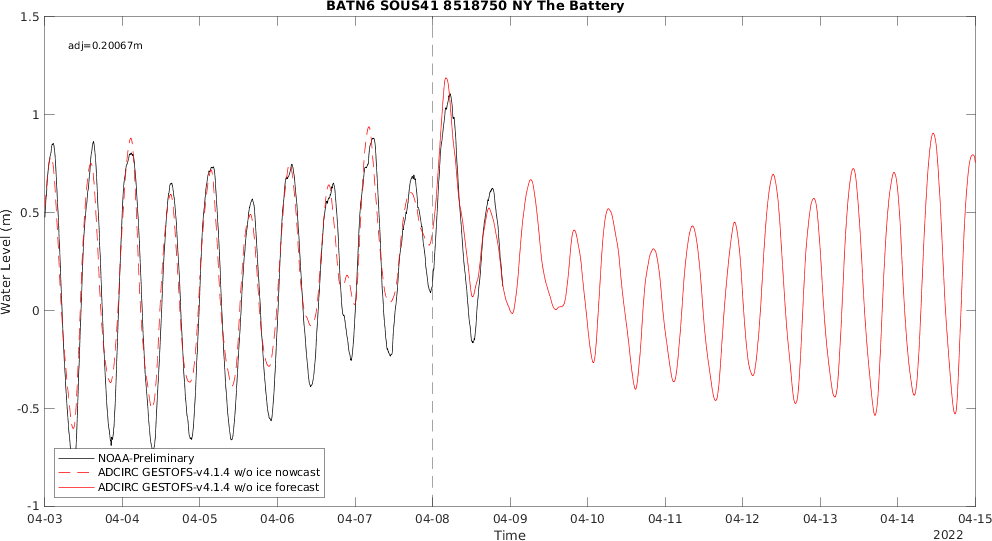 BATN6 SOUS41 8518750 NY The Battery
adj=0.20067m
Water Level (m)
1.5
1
0.5
0
-0.5
-1
NOAA-Preliminary
ADCIRC GESTOFS-v4.1.4 w/o ice nowcast
ADCIRC GESTOFS-v4.1.4 w/o ice forecast
04-03 04-04 04-05 04-06 04-07 04-08 04-09 04-10 04-11 04-12 04-13 04-14 04-15
Time
2022